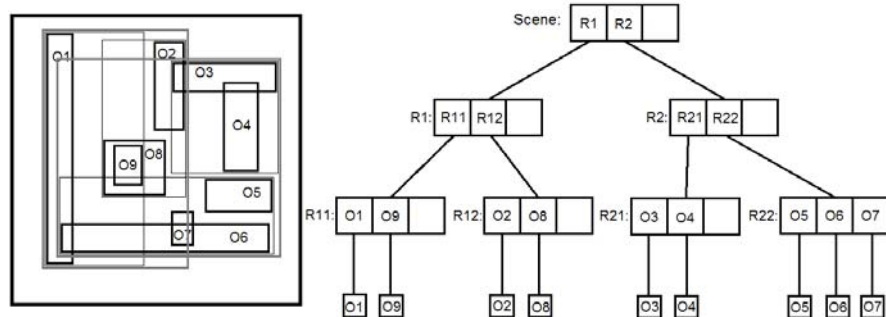 Scene: R1 R2
O1 O2
O3
O4
O9 O8
O5
O7 O6
R1: R11 R12 R2: R21 R22
R11: O1 O9 R12: O2 O8 R21: O3 O4 R22: O5 O6 O7
O1 O9 O2 O8 O3 O4 O5 O6 O7